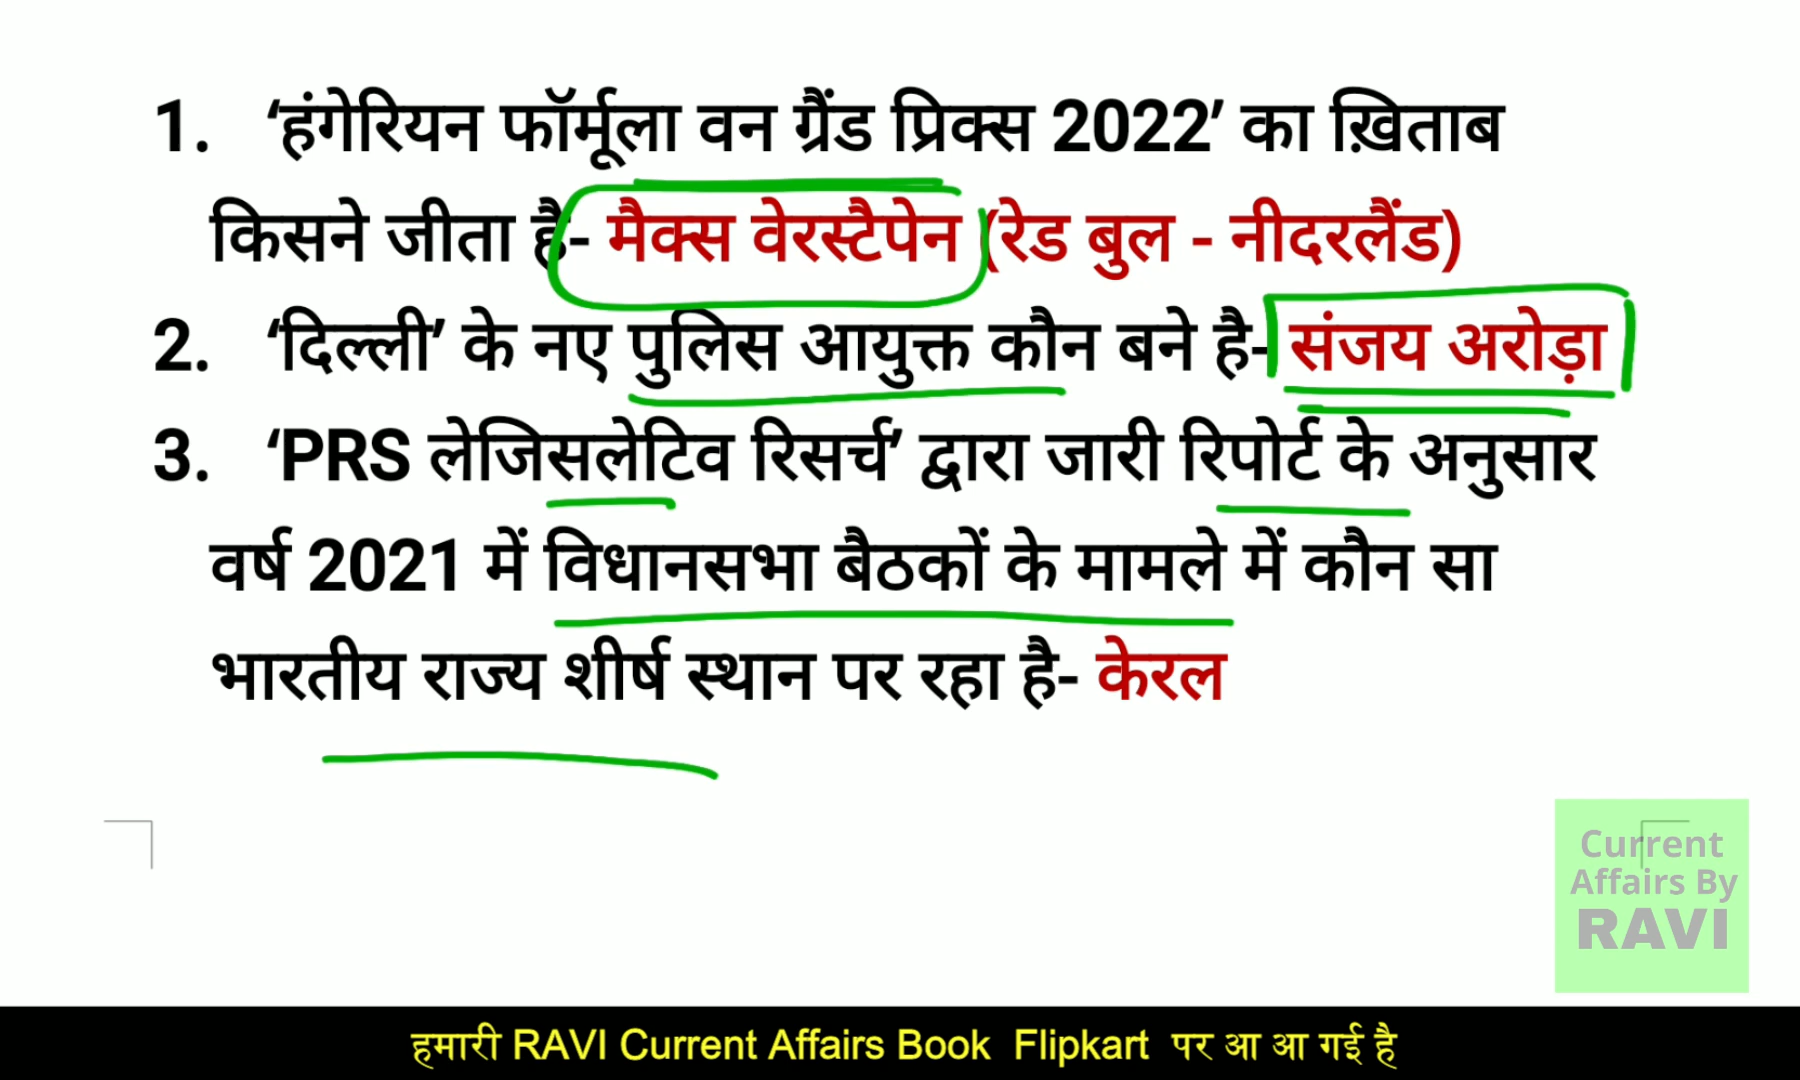 1. ‘हंगेरियन फॉर्मूला वन ग्रैंड प्रिक्स 2022’ का ख़िताब
किसने जीता है- मैक्स वेरस्टैपेन (रेड बुल - नीदरलैंड)
2. ‘दिल्ली’ के नए पुलिस आयुक्त कौन बने है- संजय अरोड़ा
3. ‘PRS लेजिसलेटिव रिसर्च’ द्वारा जारी रिपोर्ट के अनुसार
वर्ष 2021 में विधानसभा बैठकों के मामले में कौन सा
भारतीय राज्य शीर्ष स्थान पर रहा है- केरल
Current
Affairs By
RAVI
हमारी RAVI Current Affairs Book Flipkart पर आ आ गई है